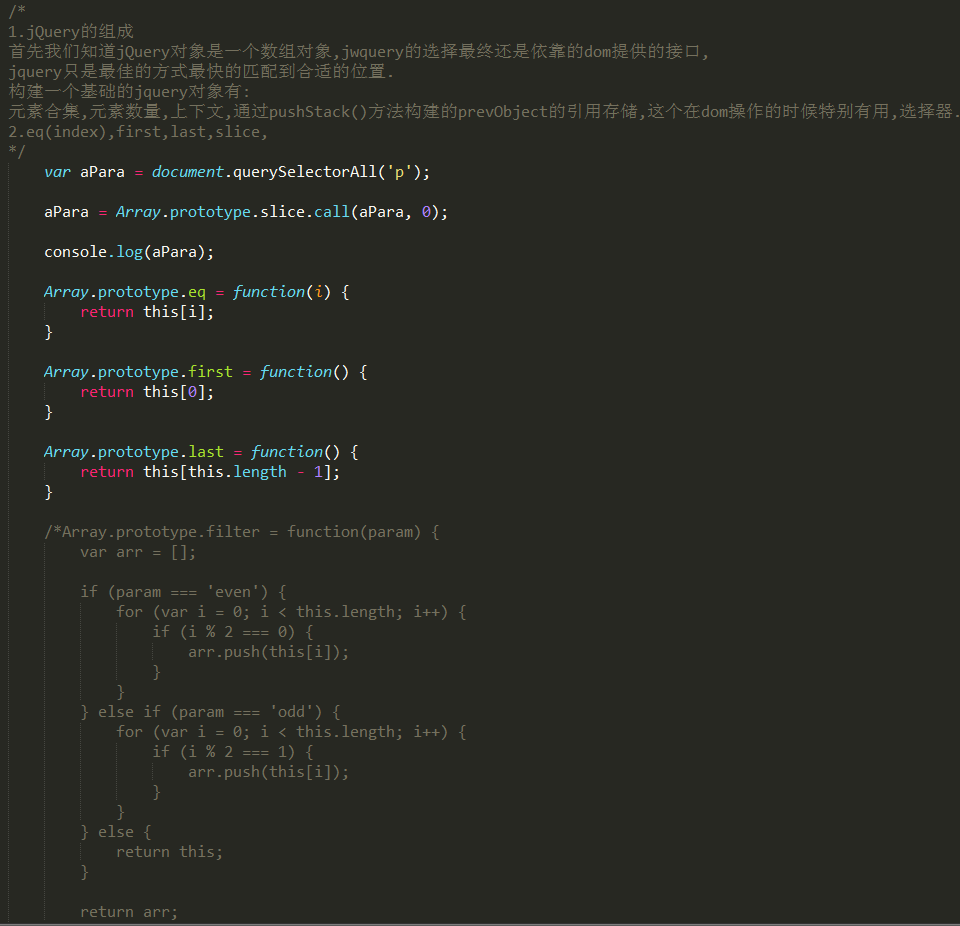 /*
1.jQuery的组成
首先我们知道jQuery对象是一个数组对象,jwquery的选择最终还是依靠的dom提供的接口,
jquery只是最佳的方式最快的匹配到合适的位置.
构建一个基础的jquery对象有:
元素合集,元素数量,上下文,通过pushStack()方法构建的prevObject的引用存储,这个在dom操作的时候特别有用,选择器.
2.eq(index),first,last,slice,
*/
var aPara = document.querySelectorAll('p');
aPara = Array.prototype.slice.call(aPara, 0);
console.log(aPara);
Array.prototype.eq = function(i) {
return this[i];
}
Array.prototype.first = function() {
return this[0];
}
Array.prototype.last = function() {
return this[this.length - 1];
}
/*Array.prototype.filter = function(param) {
var arr = [];
if (param === 'even') {
for (var i = 0; i < this.length; i++) {
if (i % 2 === 0) {
arr.push(this[i]);
}
}
} else if (param === 'odd') {
for (var i = 0; i < this.length; i++) {
if (i % 2 === 1) {
arr.push(this[i]);
}
}
} else {
return this;
}
return arr;